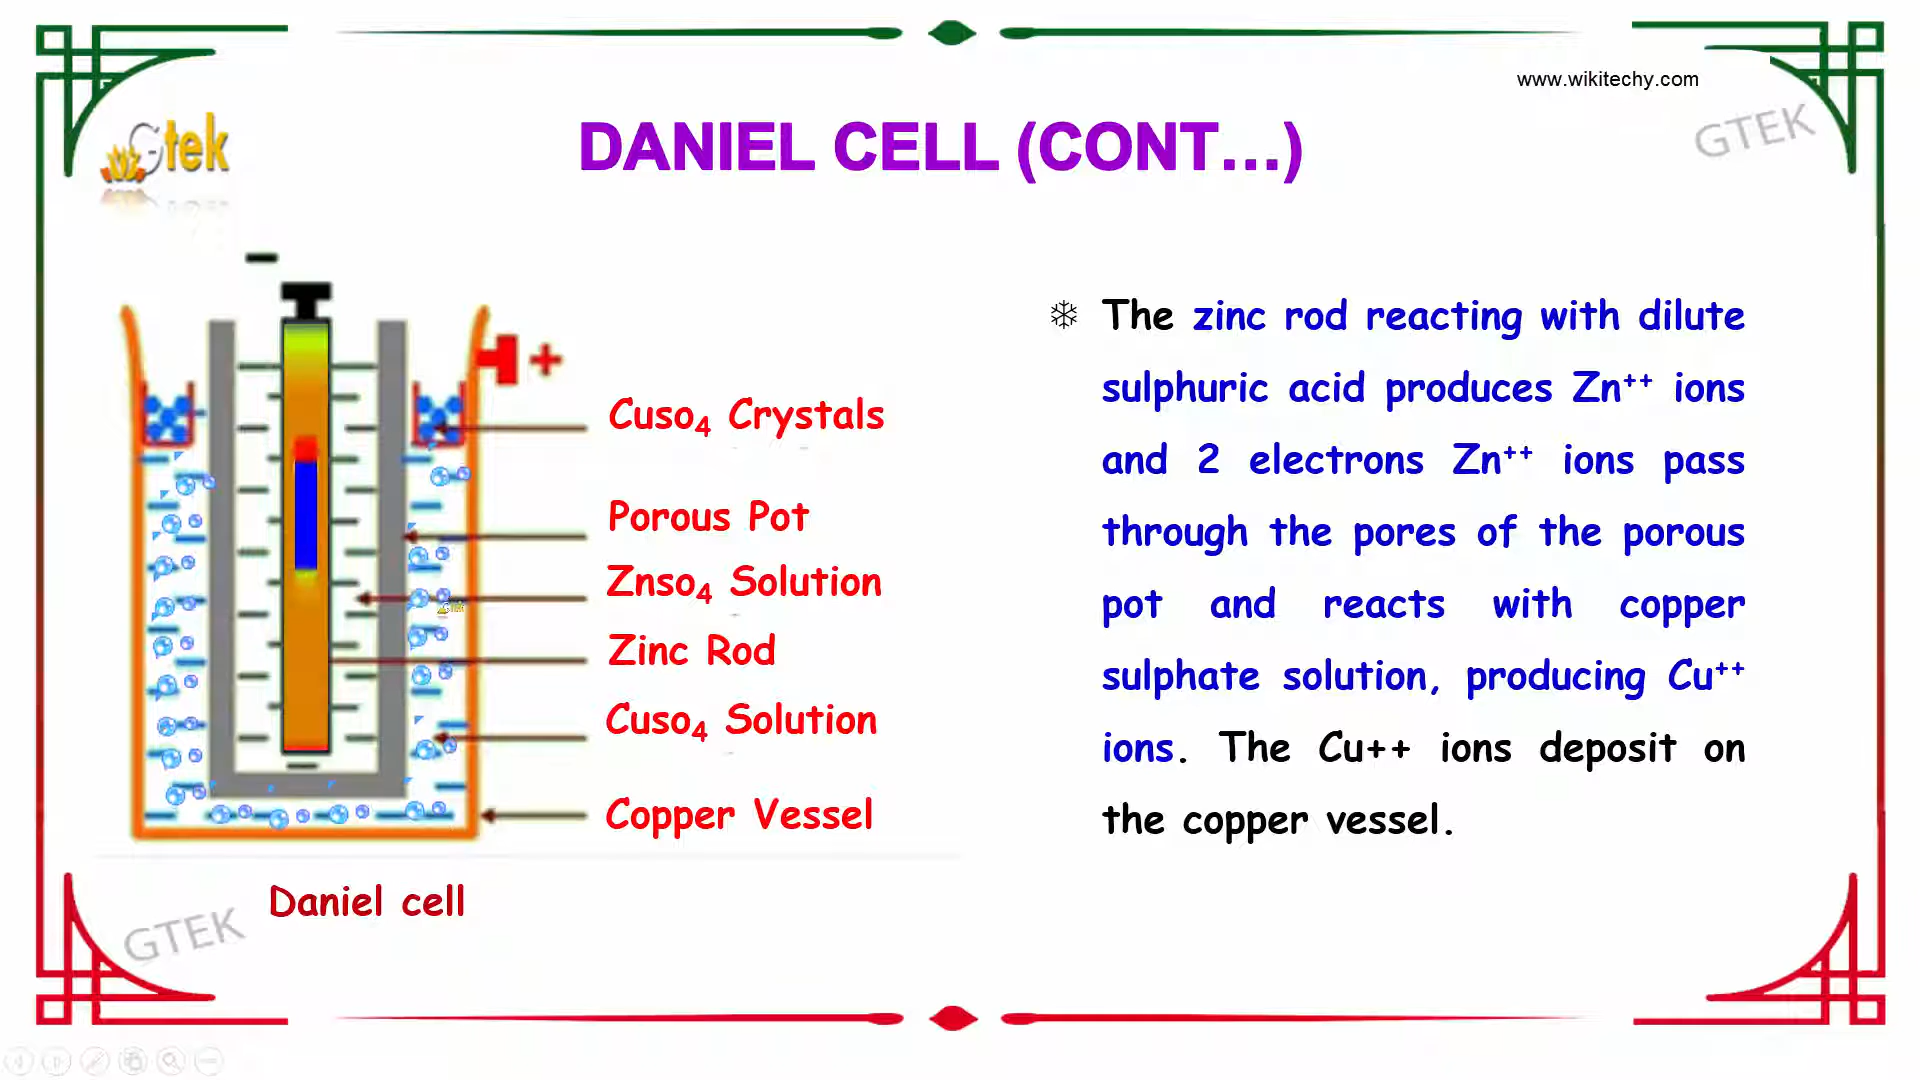 www.wikitechy.com
Gtek
GTEK
DANIEL CELL (CONT...)
−
+
Cuso₄ Crystals
Porous Pot
Znso₄ Solution
Zinc Rod
Cuso₄ Solution
Copper Vessel
Daniel cell
GTEK
The zinc rod reacting with dilute
sulphuric acid produces Zn⁺⁺ ions
and 2 electrons Zn⁺⁺ ions pass
through the pores of the porous
pot and reacts with copper
sulphate solution, producing Cu⁺⁺
ions. The Cu++ ions deposit on
the copper vessel.